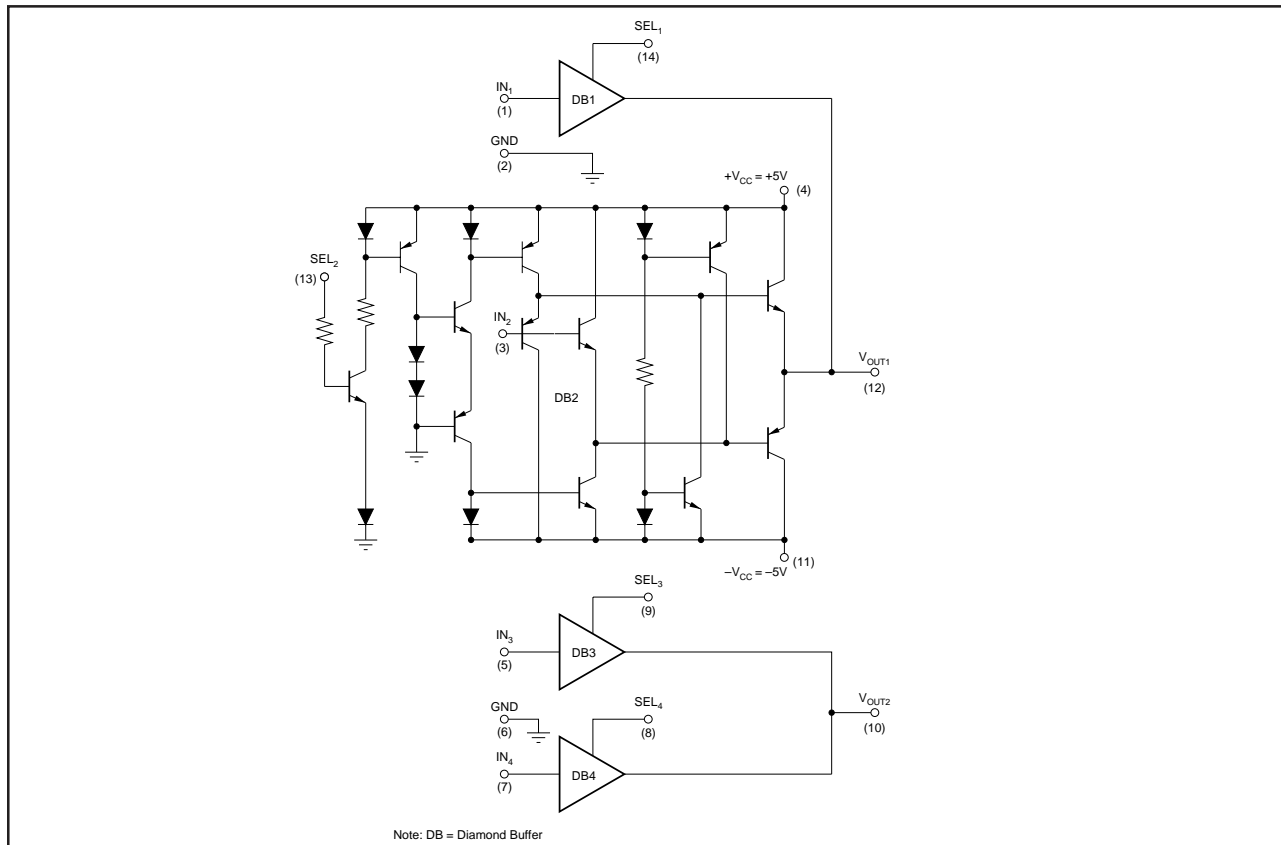 SEL1
(14)
IN1
(1)
DB1
GND
(2)
+VCC = +5V
(4)
SEL2
(13)
IN2
(3)
DB2
VOUT1
(12)
(11)
–VCC = –5V
SEL3
(9)
IN3
(5)
DB3
GND
(6)
SEL4
(8)
VOUT2
(10)
IN4
(7)
DB4
Note: DB = Diamond Buffer